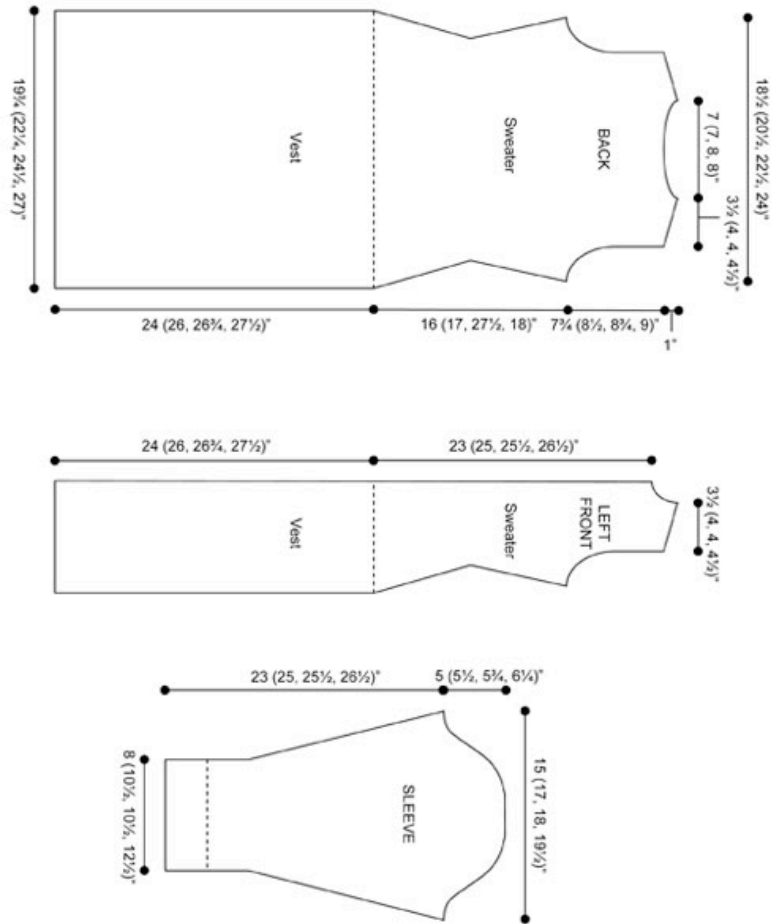 19¾ (22¼, 24½, 27)"
Vest
Sweater
BACK
7 (7, 8, 8)"
3½ (4, 4, 4½)"
18½ (20½, 22½, 24)"
24 (26, 26¾, 27½)"
16 (17, 27½, 18)"
7¾ (8½, 8¾, 9)"
1"
24 (26, 26¾, 27½)"
23 (25, 25½, 26½)"
Vest
Sweater
LEFT
FRONT
3½ (4, 4, 4½)"
23 (25, 25½, 26½)"
5 (5½, 5¾, 6¼)"
8 (10½, 10½, 12½)"
SLEEVE
15 (17, 18, 19½)"